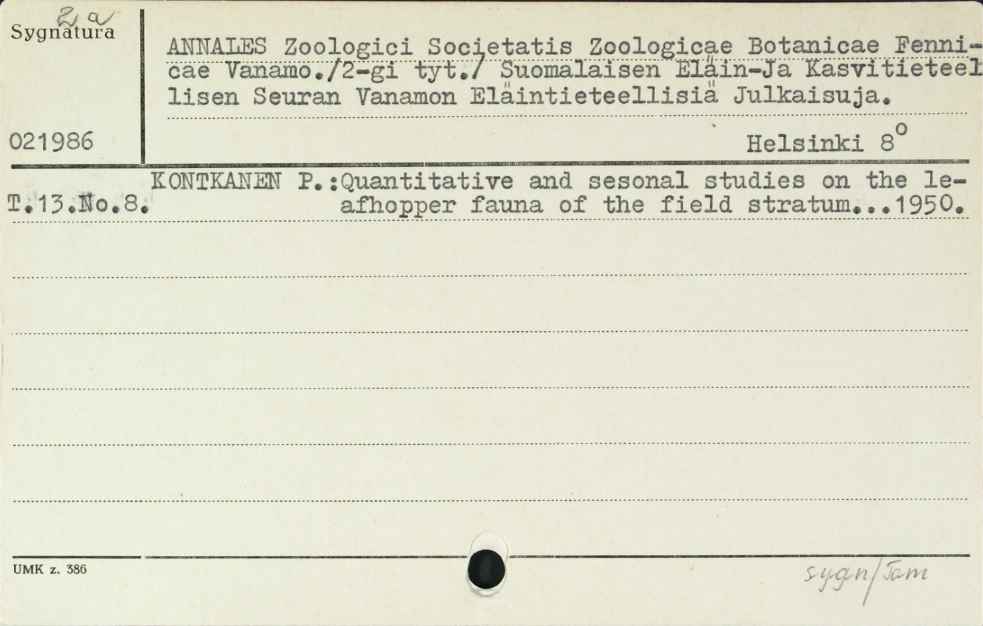 Sygnatura
2a
ANNALES Zoologici Societatis Zoologicae Botanicae Fenni-
cae Vanamo./2-gi tyt./ Suomalaisen Eläin-Ja Kasvitieteel
lisen Seuran Vanamon Eläintieteellisiä Julkaisuja.
021986
Helsinki 8°
KONTKANEN P.:Quantitative and sesonal studies on the le-
T.13.No.8. afhopper fauna of the field stratum...1950.
UMK z. 386
sygn/Tom